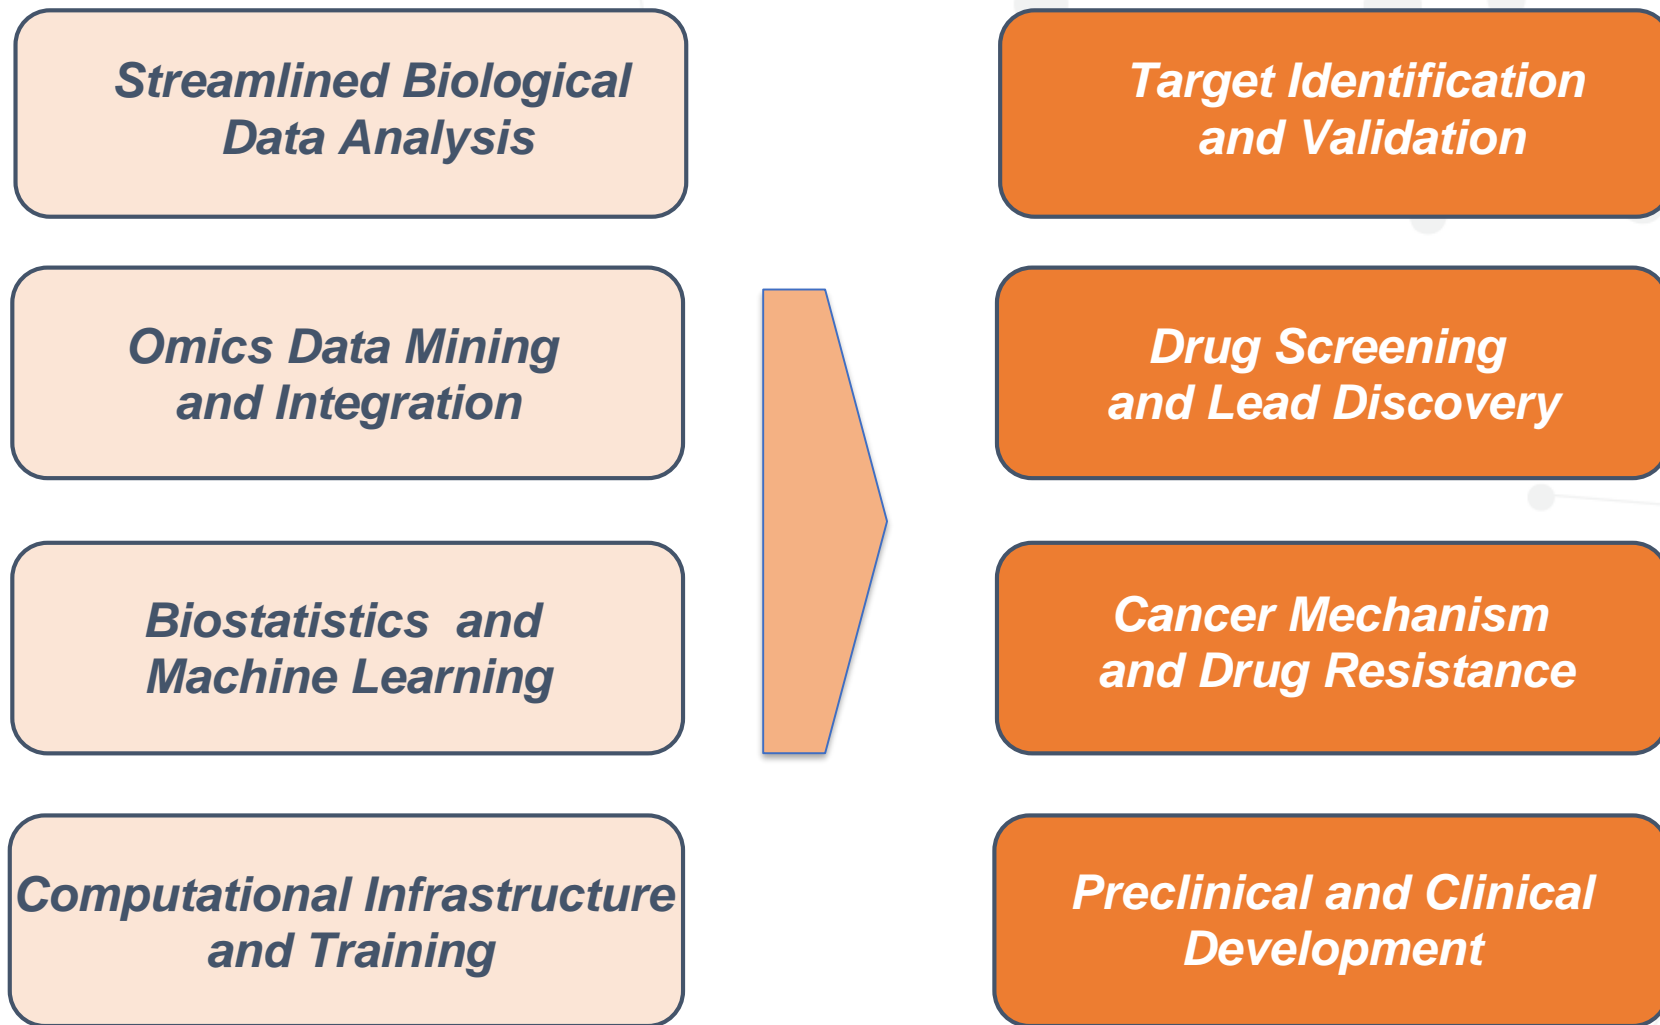 Streamlined Biological
Data Analysis
Target Identification
and Validation
Omics Data Mining
and Integration
Drug Screening
and Lead Discovery
Biostatistics  and
Machine Learning
Cancer Mechanism
and Drug Resistance
Computational Infrastructure
and Training
Preclinical and Clinical
Development